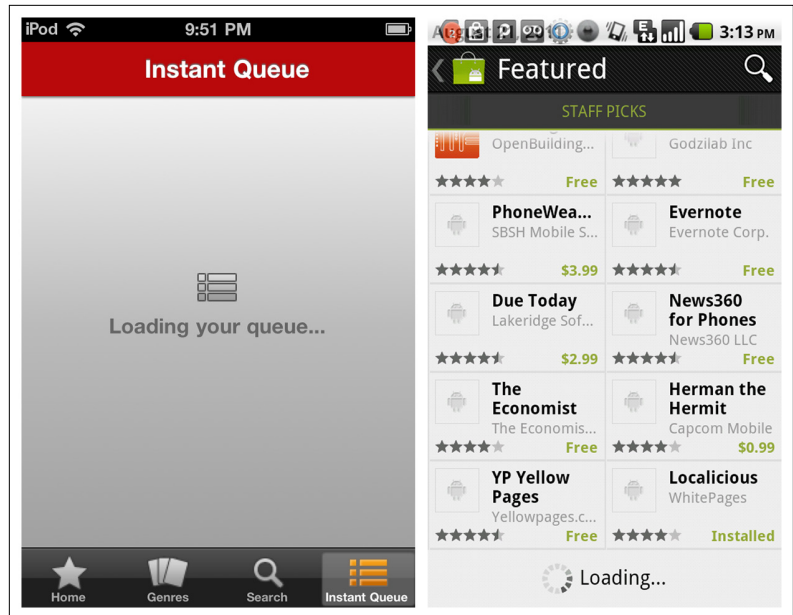 iPod 9:51 PM
Instant Queue
Loading your queue...
Home Genres Search Instant Queue
3:13 PM
Featured
STAFF PICKS
OpenBuilding... Godzilab Inc
Free Free
PhoneWea... Evernote
SBSH Mobile S... Evernote Corp.
$3.99 Free
Due Today News360
Lakeridge Sof... for Phones
News360 LLC
$2.99 Free
The Herman the
Economist Hermit
The Economis... Capcom Mobile
Free $0.99
YP Yellow Localicious
Pages WhitePages
Yellowpages.c...
Free Installed
Loading...